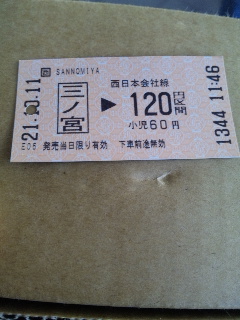 回 SANNOMIYA
西日本会社線
三ノ宮 ▶ 120円区間
小児60円
E05 発売当日限り有効 下車前途無効
21.10.11
1344 11:46